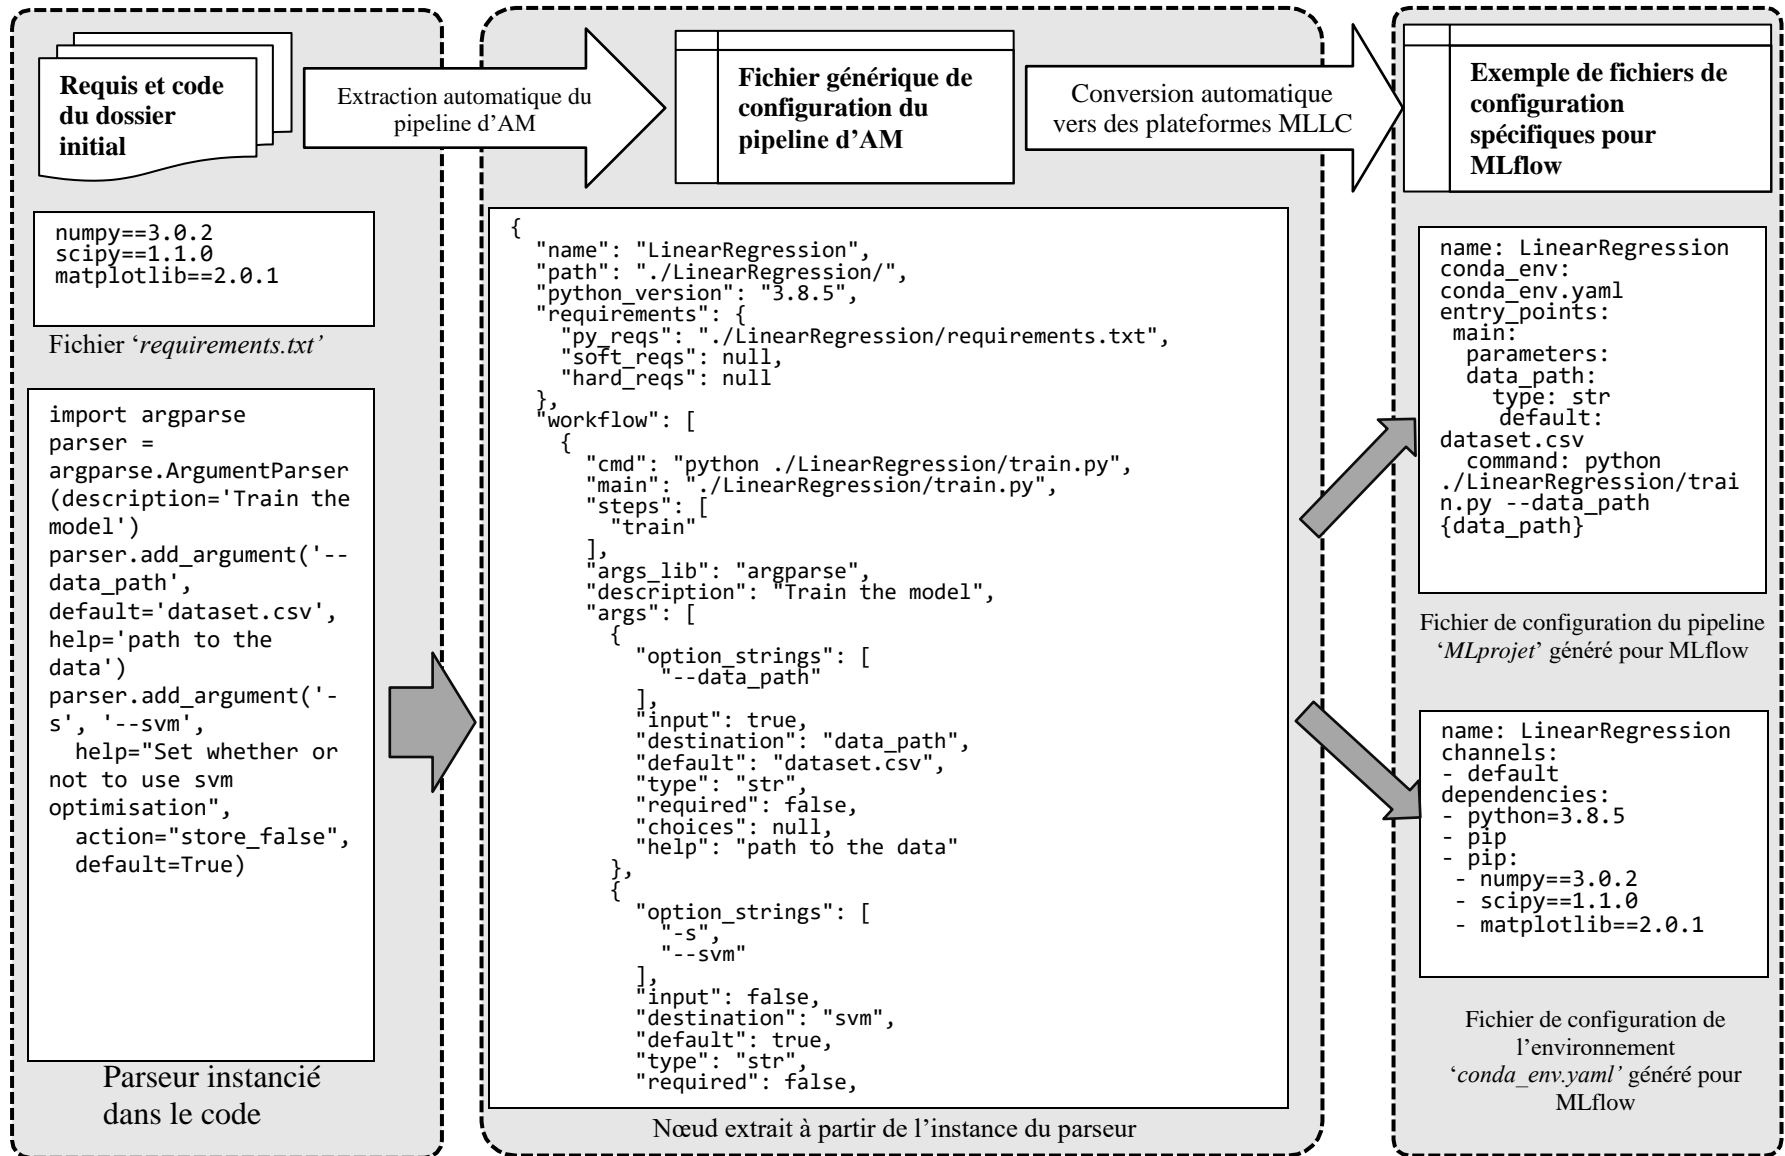 Requis et code
du dossier
initial
Extraction automatique du
pipeline d’AM
Fichier générique de
configuration du
pipeline d’AM
Conversion automatique
vers des plateformes MLLC
Exemple de fichiers de
configuration
spécifiques pour
MLflow
numpy==3.0.2
scipy==1.1.0
matplotlib==2.0.1
Fichier ‘requirements.txt’
import argparse
parser =
argparse.ArgumentParser
(description='Train the
model')
parser.add_argument('--
data_path',
default='dataset.csv',
help='path to the
data')
parser.add_argument('-
s', '--svm',
help="Set whether or
not to use svm
optimisation",
action="store_false",
default=True)
Parseur instancié
dans le code
{
"name": "LinearRegression",
"path": "./LinearRegression/",
"python_version": "3.8.5",
"requirements": {
"py_reqs": "./LinearRegression/requirements.txt",
"soft_reqs": null,
"hard_reqs": null
},
"workflow": [
{
"cmd": "python ./LinearRegression/train.py",
"main": "./LinearRegression/train.py",
"steps": [
"train"
],
"args_lib": "argparse",
"description": "Train the model",
"args": [
{
"option_strings": [
"--data_path"
],
"input": true,
"destination": "data_path",
"default": "dataset.csv",
"type": "str",
"required": false,
"choices": null,
"help": "path to the data"
},
{
"option_strings": [
"-s",
"--svm"
],
"input": false,
"destination": "svm",
"default": true,
"type": "str",
"required": false,
Nœud extrait à partir de l’instance du parseur
name: LinearRegression
conda_env:
conda_env.yaml
entry_points:
main:
parameters:
data_path:
type: str
default:
dataset.csv
command: python
./LinearRegression/trai
n.py --data_path
{data_path}
Fichier de configuration du pipeline
‘MLprojet’ généré pour MLflow
name: LinearRegression
channels:
- default
dependencies:
- python=3.8.5
- pip
- pip:
- numpy==3.0.2
- scipy==1.1.0
- matplotlib==2.0.1
Fichier de configuration de
l’environnement
‘conda_env.yaml’ généré pour
MLflow